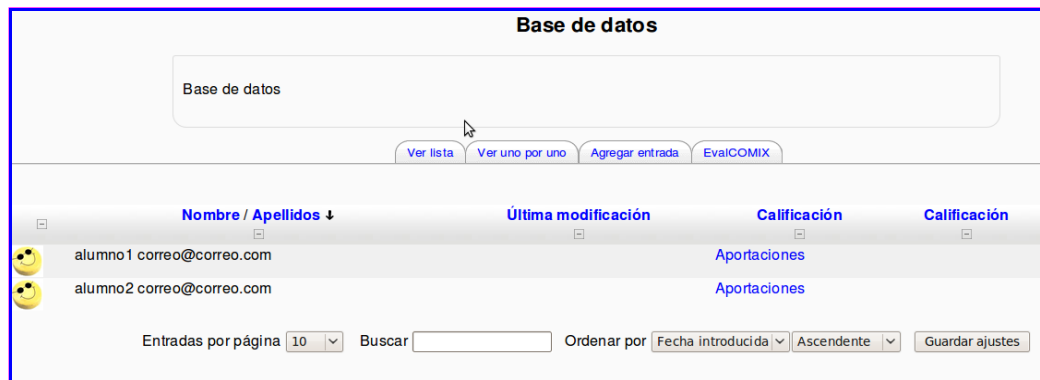 Base de datos
Base de datos
Ver lista Ver uno por uno Agregar entrada EvalCOMIX
Nombre / Apellidos ↓ Última modificación Calificación Calificación
alumno1 correo@correo.com Aportaciones
alumno2 correo@correo.com Aportaciones
Entradas por página 10 Buscar Ordenar por Fecha introducida Ascendente Guardar ajustes